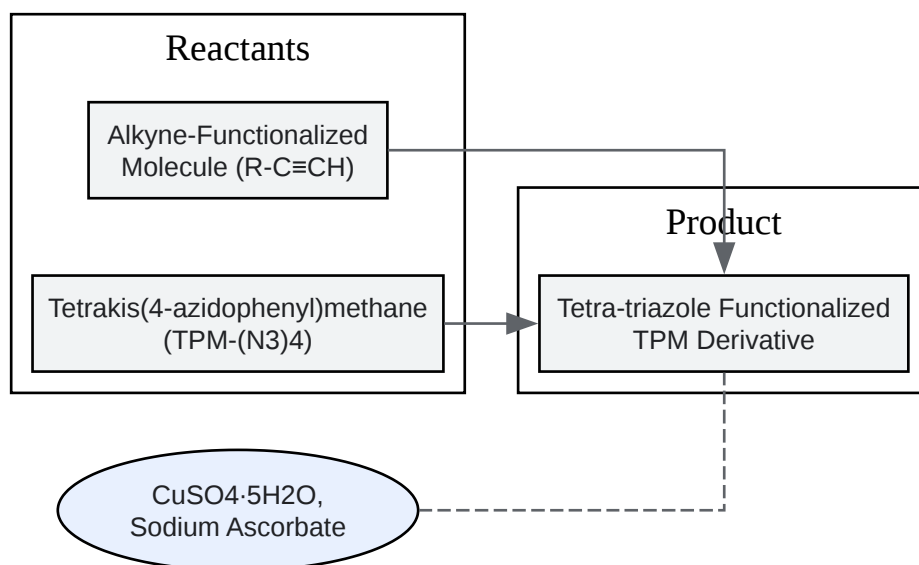 Reactants
Alkyne-Functionalized
Molecule (R-C≡CH)
Product
Tetrakis(4-azidophenyl)methane
(TPM-(N3)4)
Tetra-triazole Functionalized
TPM Derivative
CuSO4·5H2O,
Sodium Ascorbate